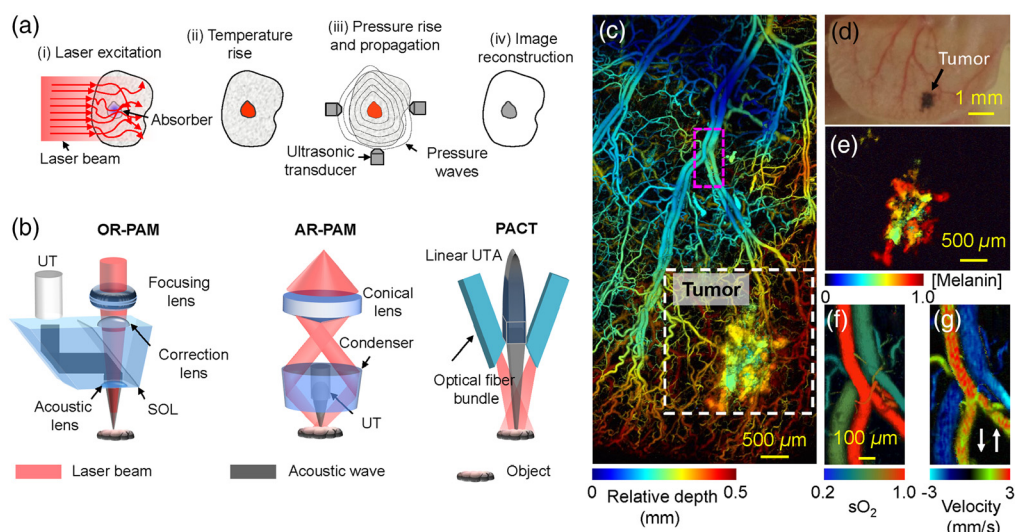 (a)
(i) Laser excitation
Absorber
Laser beam
(ii) Temperature
rise
(iii) Pressure rise
and propagation
Ultrasonic
transducer
Pressure
waves
(iv) Image
reconstruction
(b)
OR-PAM
UT
Focusing
lens
Correction
lens
Acoustic
lens
SOL
AR-PAM
Conical
lens
Condenser
UT
PACT
Linear UTA
Optical fiber
bundle
Laser beam
Acoustic wave
Object
(c)
Tumor
500 µm
0 Relative depth 0.5
(mm)
(d)
Tumor
1 mm
(e)
500 µm
0 [Melanin] 1.0
(f)
100 µm
0.2 sO₂ 1.0
(g)
-3 Velocity 3
(mm/s)